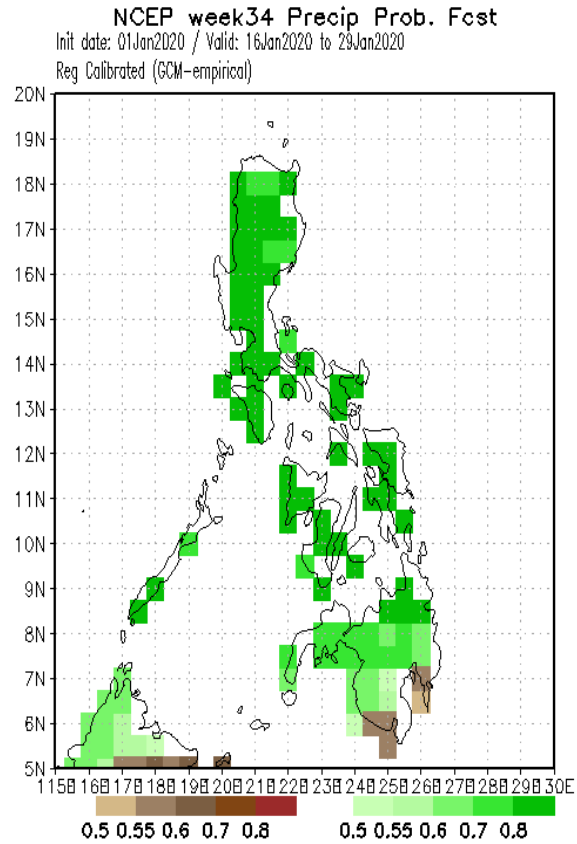 NCEP week34 Precip Prob. Fcst
Init date: 01Jan2020 / Valid: 16Jan2020 to 29Jan2020
Reg Calibrated (GCM-empirical)
20N
19N
18N
17N
16N
15N
14N
13N
12N
11N
10N
9N
8N
7N
6N
5N
115E 116E 117E 118E 119E 120E 121E 122E 123E 124E 125E 126E 127E 128E 129E 130E
0.5 0.55 0.6 0.7 0.8 0.5 0.55 0.6 0.7 0.8